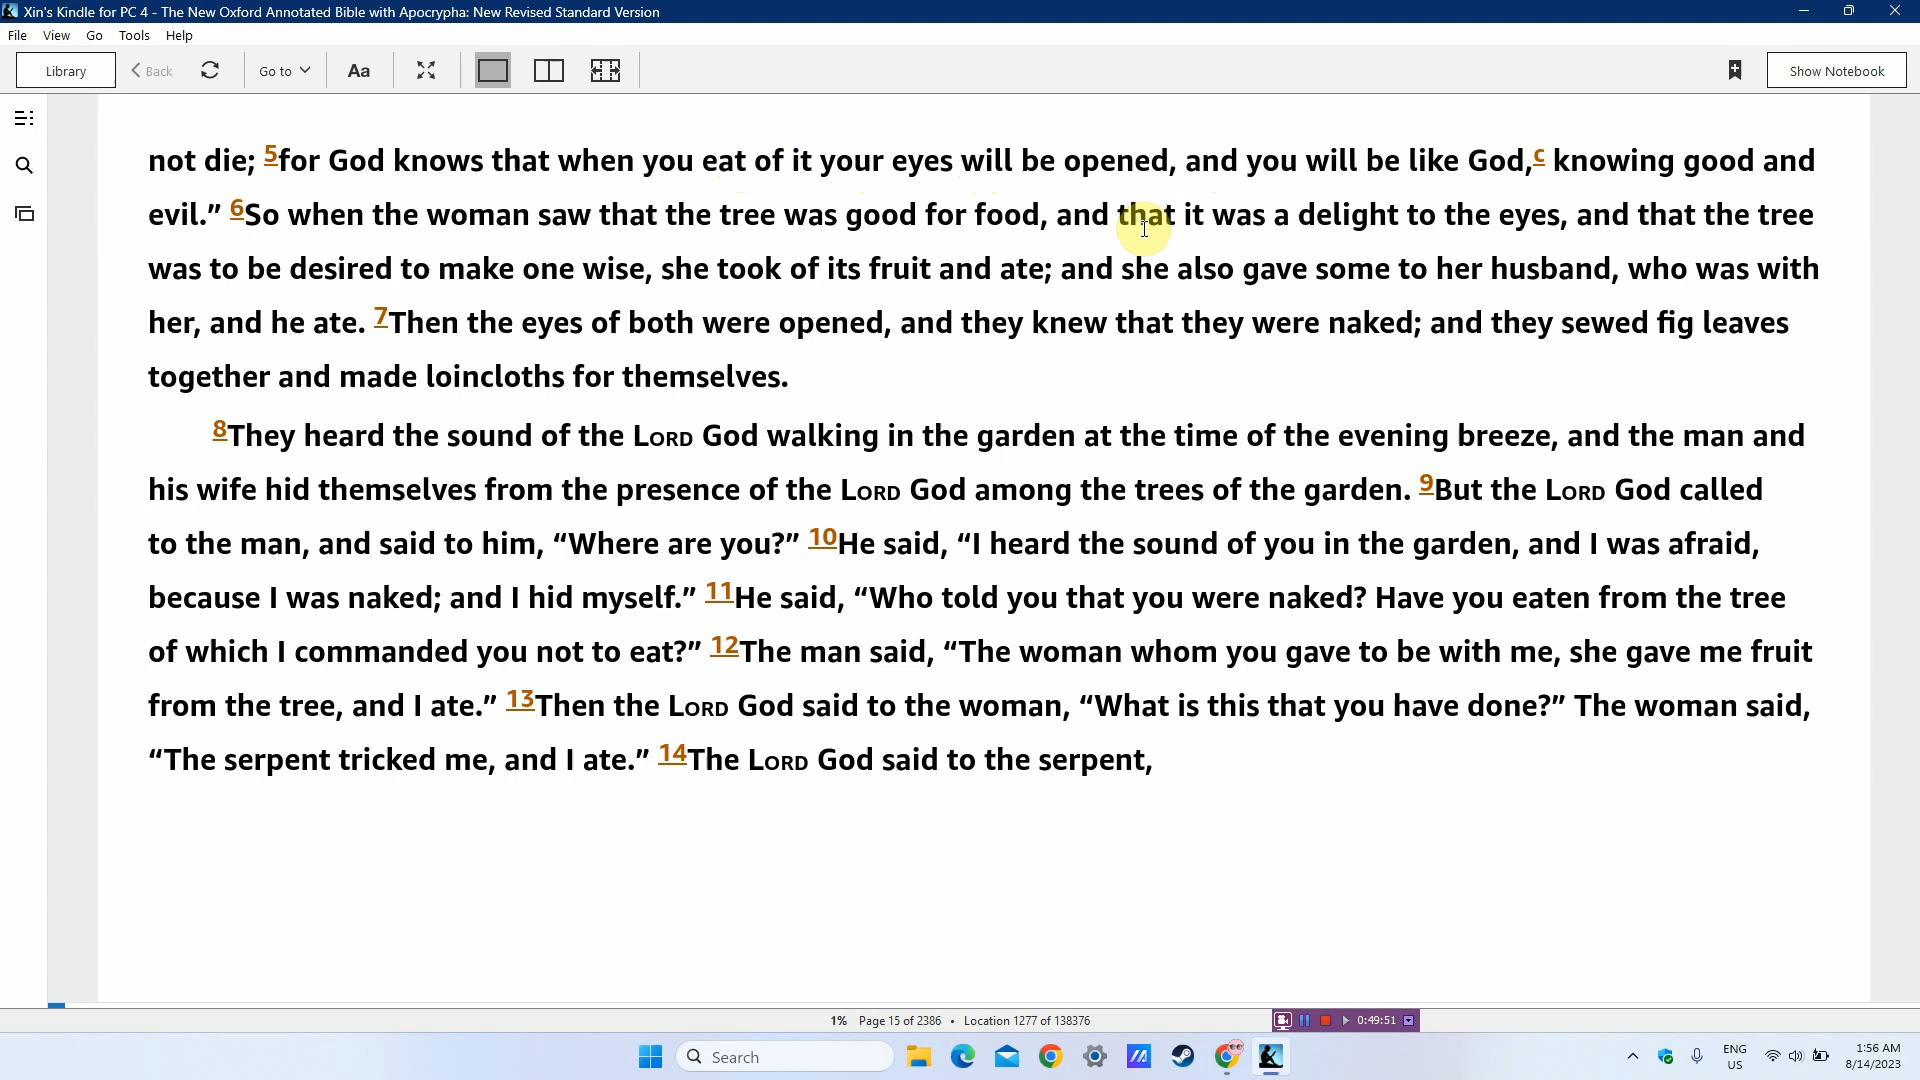 Xin's Kindle for PC 4 - The New Oxford Annotated Bible with Apocrypha: New Revised Standard Version
File View Go Tools Help
Library Back Go to Aa Show Notebook
not die; 5for God knows that when you eat of it your eyes will be opened, and you will be like God,c knowing good and
evil.” 6So when the woman saw that the tree was good for food, and that it was a delight to the eyes, and that the tree
was to be desired to make one wise, she took of its fruit and ate; and she also gave some to her husband, who was with
her, and he ate. 7Then the eyes of both were opened, and they knew that they were naked; and they sewed fig leaves
together and made loincloths for themselves.
8They heard the sound of the LORD God walking in the garden at the time of the evening breeze, and the man and
his wife hid themselves from the presence of the LORD God among the trees of the garden. 9But the LORD God called
to the man, and said to him, “Where are you?” 10He said, “I heard the sound of you in the garden, and I was afraid,
because I was naked; and I hid myself.” 11He said, “Who told you that you were naked? Have you eaten from the tree
of which I commanded you not to eat?” 12The man said, “The woman whom you gave to be with me, she gave me fruit
from the tree, and I ate.” 13Then the LORD God said to the woman, “What is this that you have done?” The woman said,
“The serpent tricked me, and I ate.” 14The LORD God said to the serpent,
1% Page 15 of 2386 • Location 1277 of 138376
0:49:51
Search
ENG
US
1:56 AM
8/14/2023